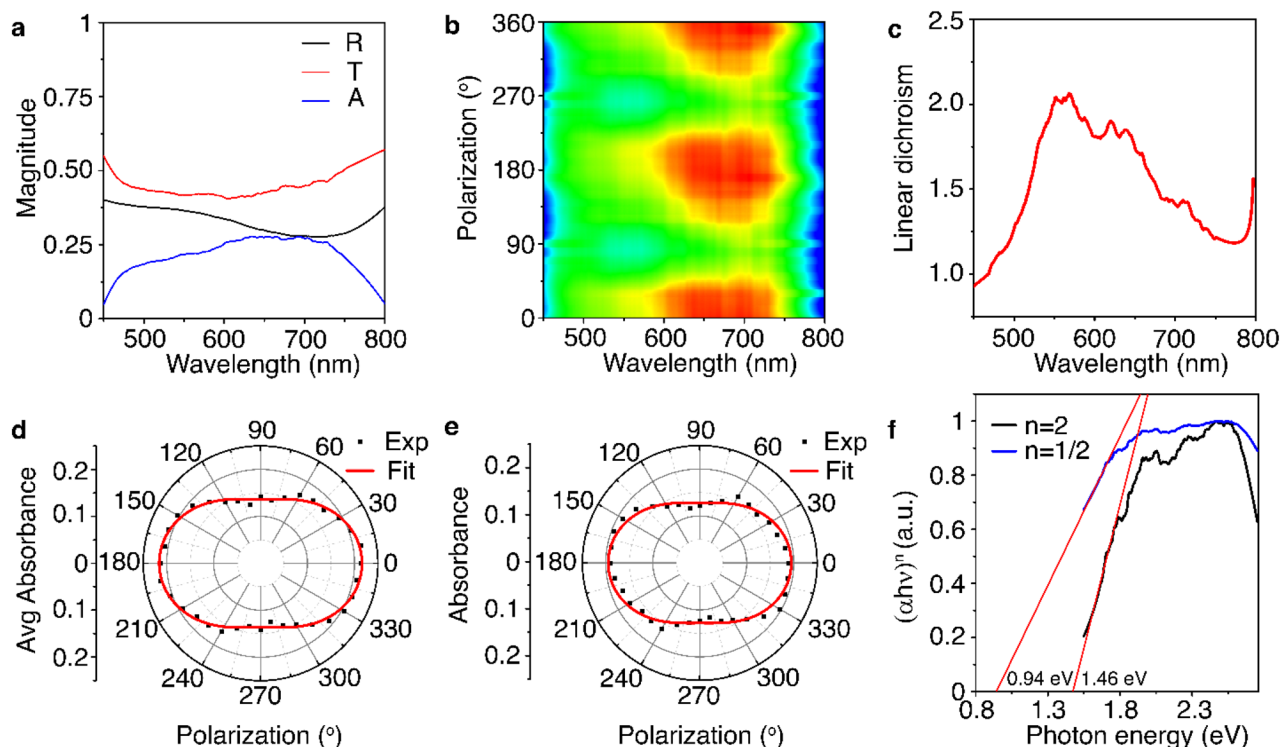 a
1
0.75
0.50
0.25
0
Magnitude
R
T
A
500
600
700
800
Wavelength (nm)
b
360
270
180
90
0
Polarization (º)
500
600
700
800
Wavelength (nm)
c
2.5
2.0
1.5
1.0
Linear dichroism
500
600
700
800
Wavelength (nm)
d
0.2
0.1
0
0.1
0.2
Avg Absorbance
90
60
30
0
330
300
270
240
210
180
150
120
Exp
Fit
Polarization (º)
e
0.2
0.1
0
0.1
0.2
Absorbance
90
60
30
0
330
300
270
240
210
180
150
120
Exp
Fit
Polarization (º)
f
1
0.8
0.6
0.4
0.2
0
(αhν)ⁿ (a.u.)
n=2
n=1/2
0.94 eV
1.46 eV
0.8
1.3
1.8
2.3
Photon energy (eV)